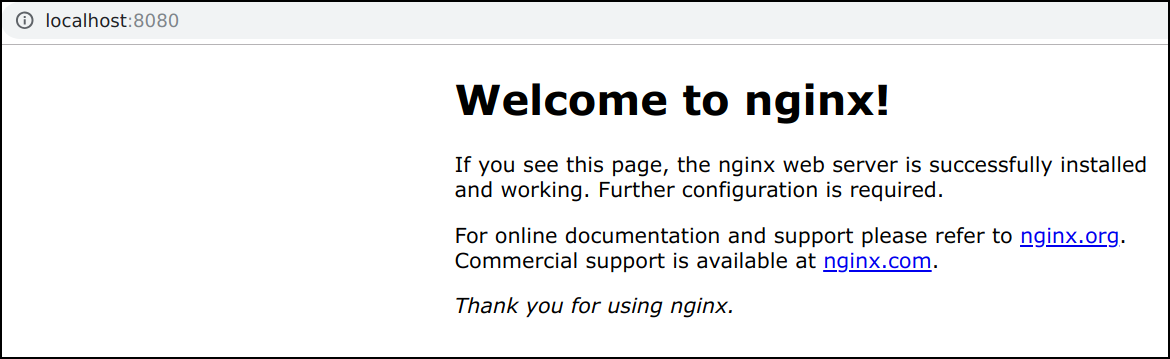 localhost:8080
Welcome to nginx!
If you see this page, the nginx web server is successfully installed
and working. Further configuration is required.
For online documentation and support please refer to nginx.org.
Commercial support is available at nginx.com.
Thank you for using nginx.